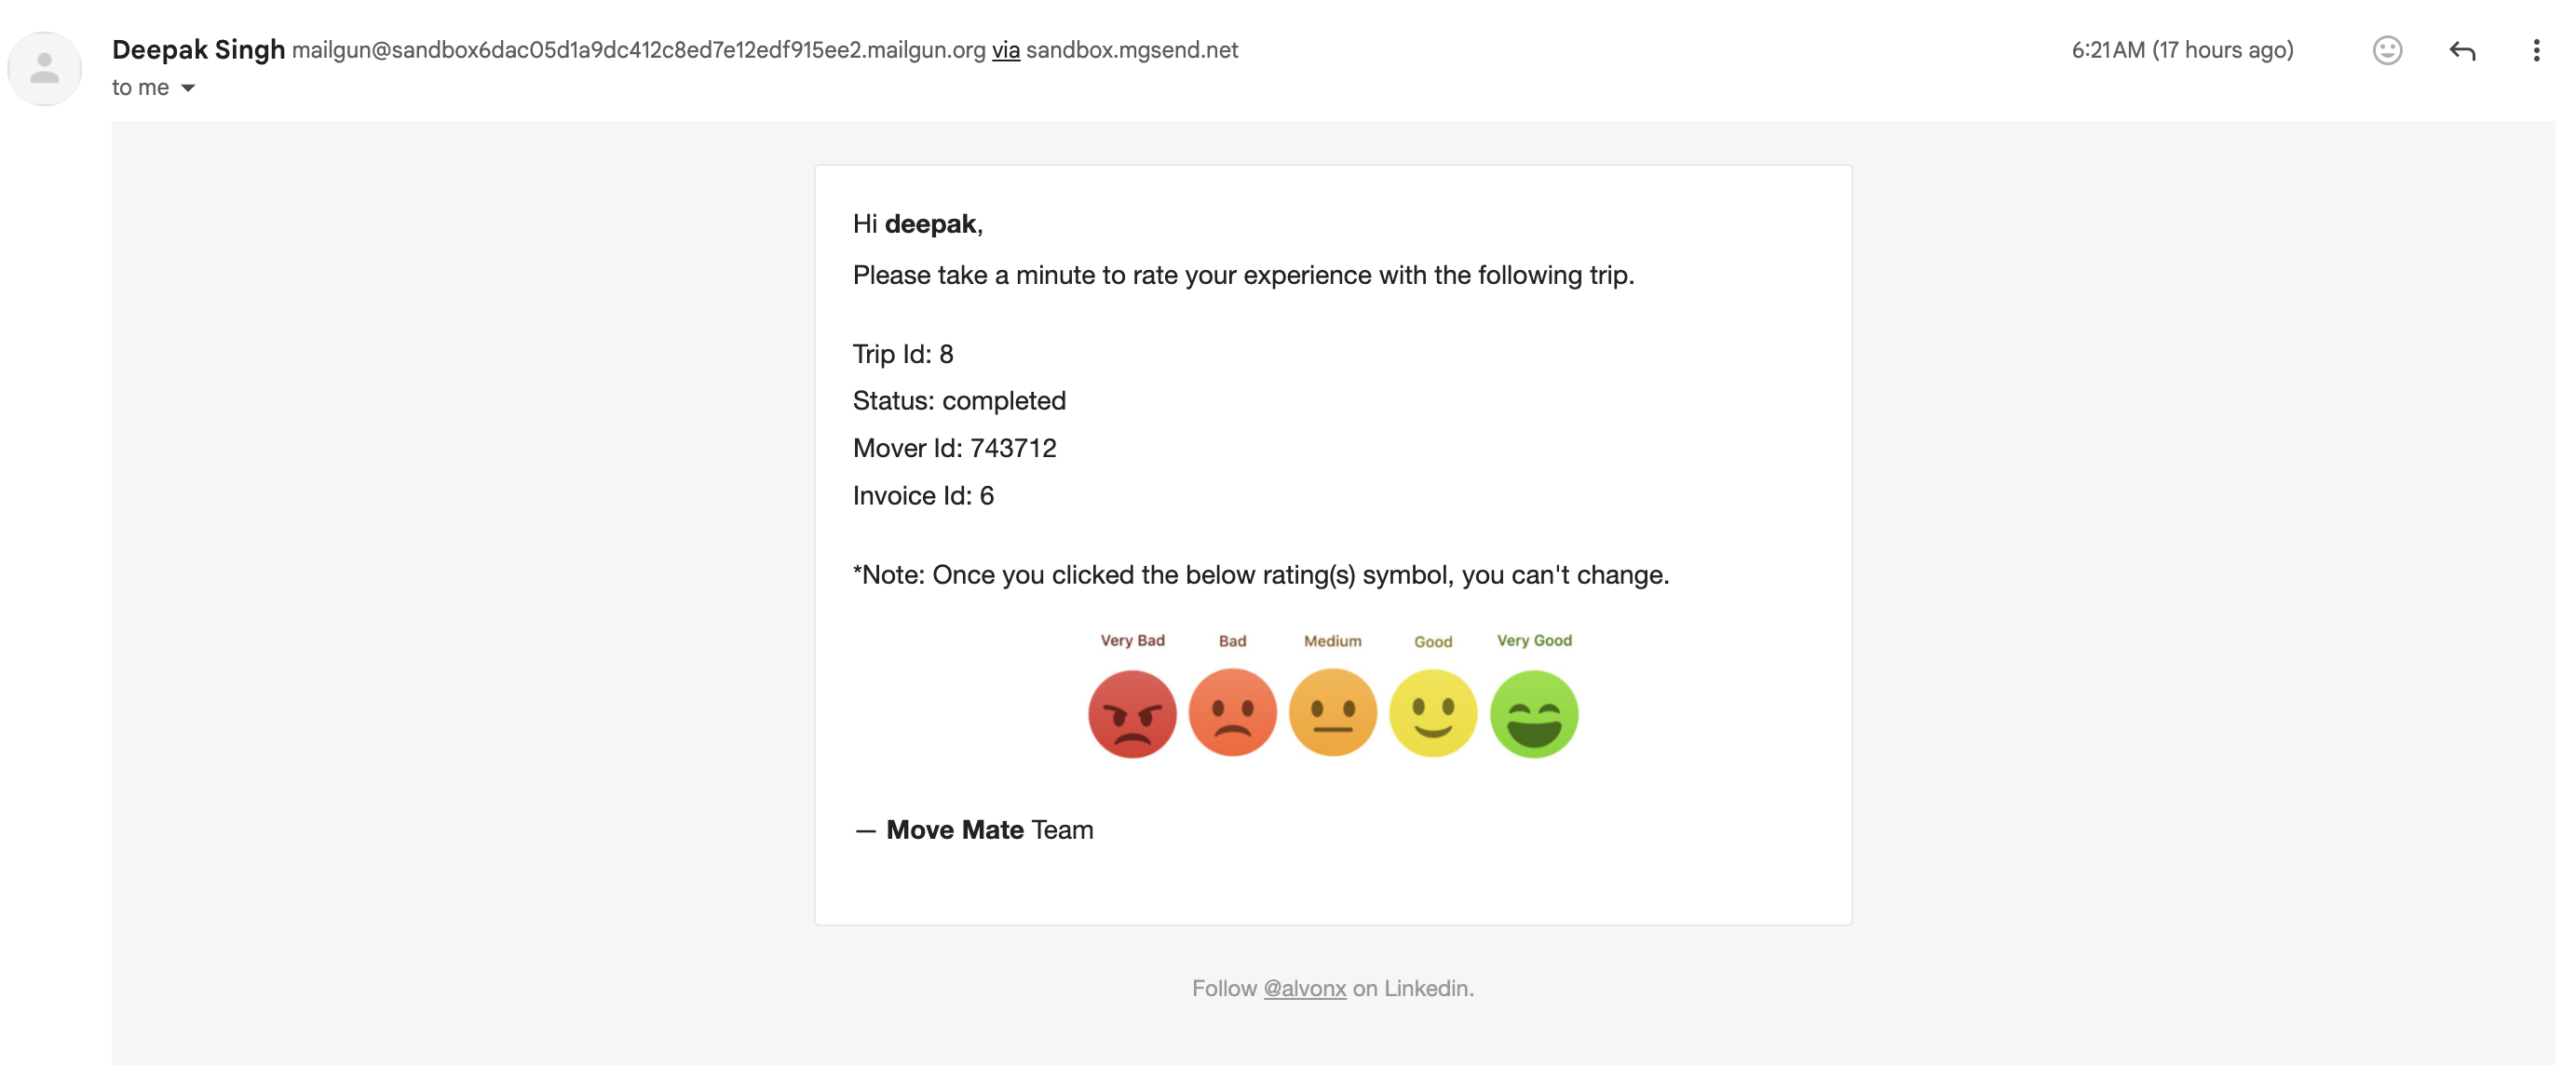 Deepak Singh mailgun@sandbox6dac05d1a9dc412c8ed7e12edf915ee2.mailgun.org via sandbox.mgsend.net
6:21 AM (17 hours ago)
to me
Hi deepak,
Please take a minute to rate your experience with the following trip.
Trip Id: 8
Status: completed
Mover Id: 743712
Invoice Id: 6
*Note: Once you clicked the below rating(s) symbol, you can't change.
Very Bad Bad Medium Good Very Good
— Move Mate Team
Follow @alvonx on Linkedin.